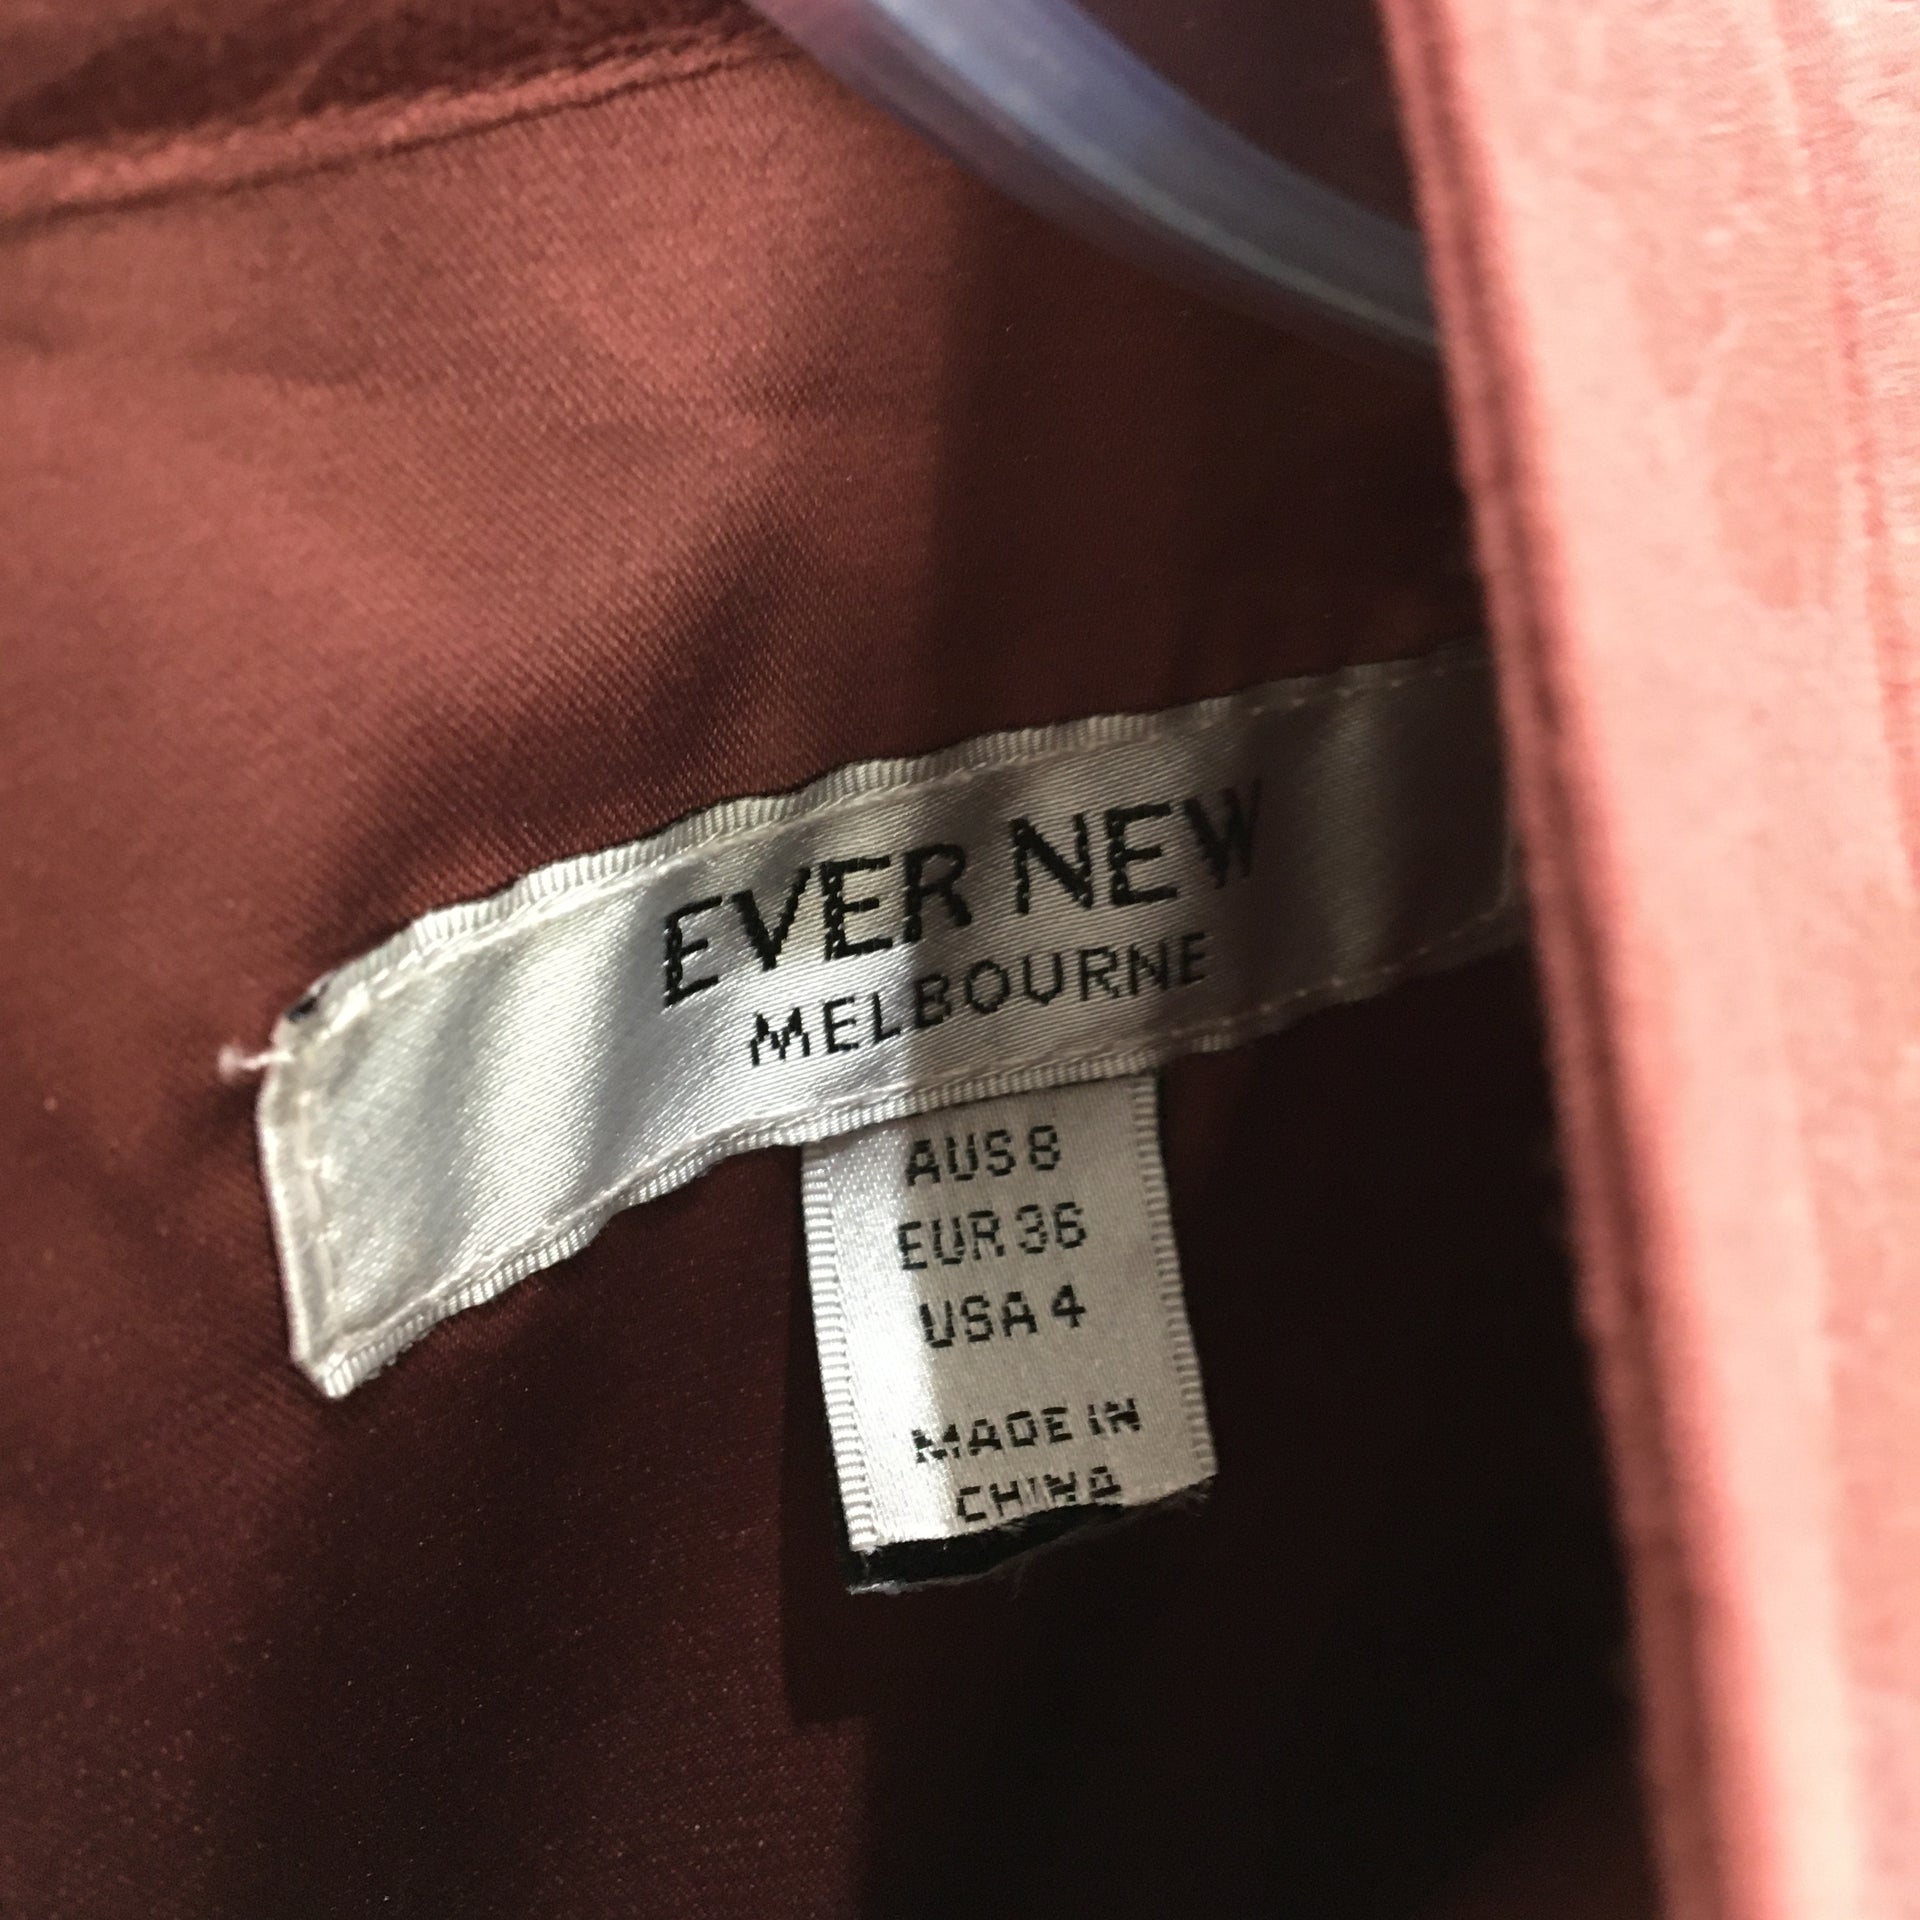 EVER NEW
MELBOURNE
AUS 8
EUR 36
USA 4
MADE IN
CHINA